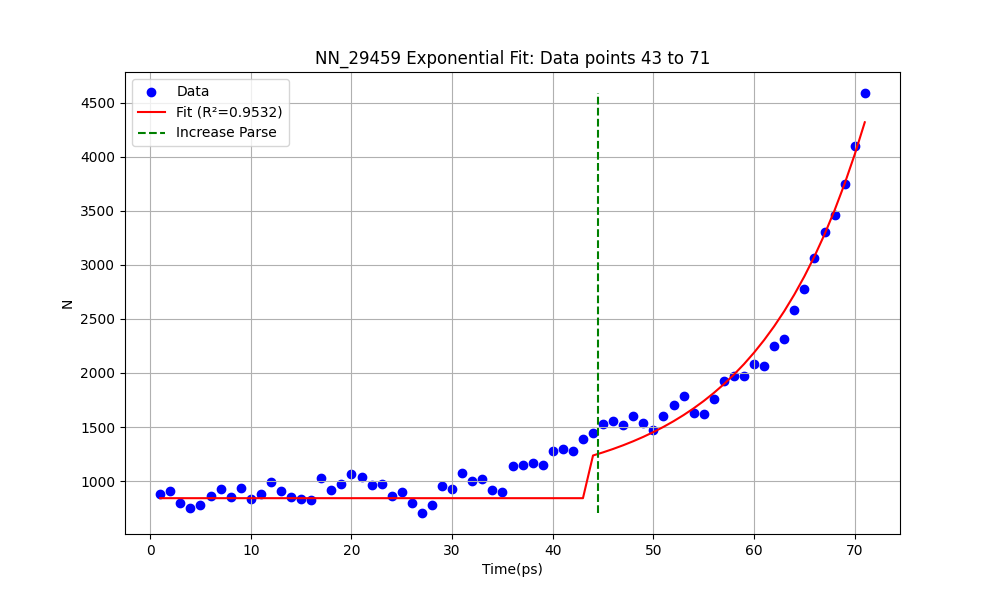 NN_29459 Exponential Fit: Data points 43 to 71
Data
Fit (R²=0.9532)
Increase Parse
4500
4000
3500
3000
2500
2000
1500
1000
N
0 10 20 30 40 50 60 70
Time(ps)